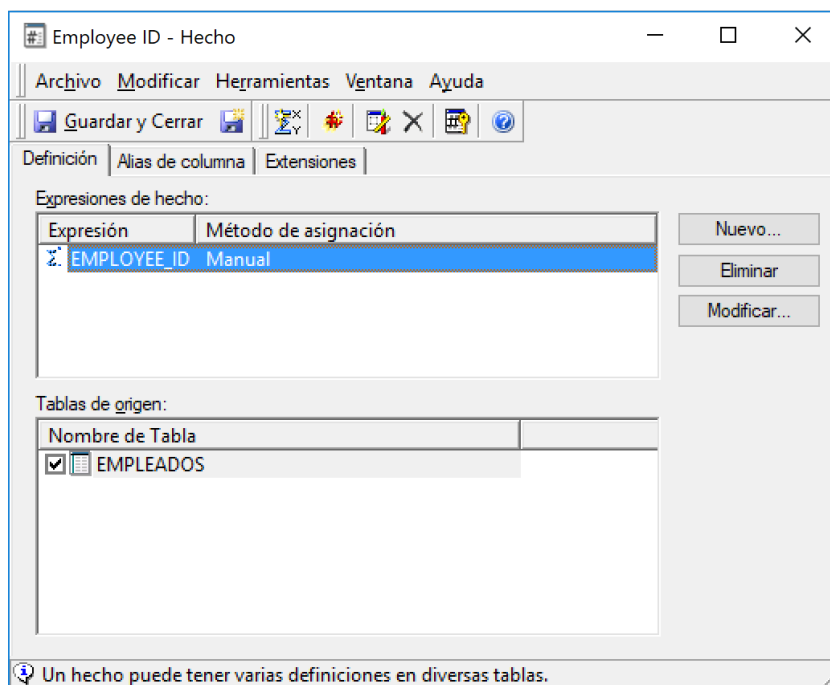 Employee ID - Hecho
Archivo Modificar Herramientas Ventana Ayuda
Guardar y Cerrar
Definición Alias de columna Extensiones
Expresiones de hecho:
Expresión Método de asignación
EMPLOYEE_ID Manual
Nuevo...
Eliminar
Modificar...
Tablas de origen:
Nombre de Tabla
EMPLEADOS
Un hecho puede tener varias definiciones en diversas tablas.